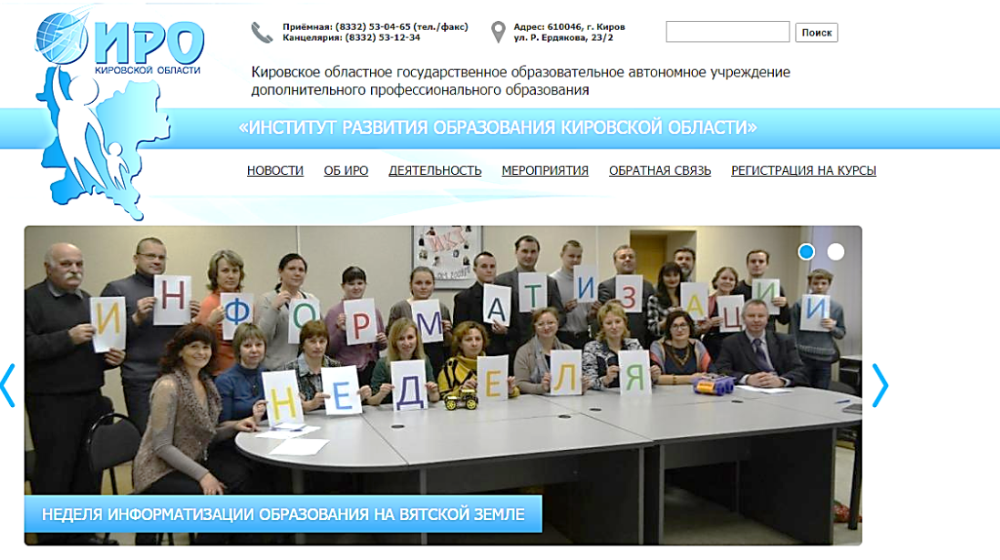 ИРО
КИРОВСКОЙ ОБЛАСТИ
Приёмная: (8332) 53-04-65 (тел./факс)
Канцелярия: (8332) 53-12-34
Адрес: 610046, г. Киров
ул. Р. Ердякова, 23/2
Поиск
Кировское областное государственное образовательное автономное учреждение
дополнительного профессионального образования
«ИНСТИТУТ РАЗВИТИЯ ОБРАЗОВАНИЯ КИРОВСКОЙ ОБЛАСТИ»
НОВОСТИ ОБ ИРО ДЕЯТЕЛЬНОСТЬ МЕРОПРИЯТИЯ ОБРАТНАЯ СВЯЗЬ РЕГИСТРАЦИЯ НА КУРСЫ
ИНФОРМАТИЗАЦИИ
НЕДЕЛЯ
НЕДЕЛЯ ИНФОРМАТИЗАЦИИ ОБРАЗОВАНИЯ НА ВЯТСКОЙ ЗЕМЛЕ